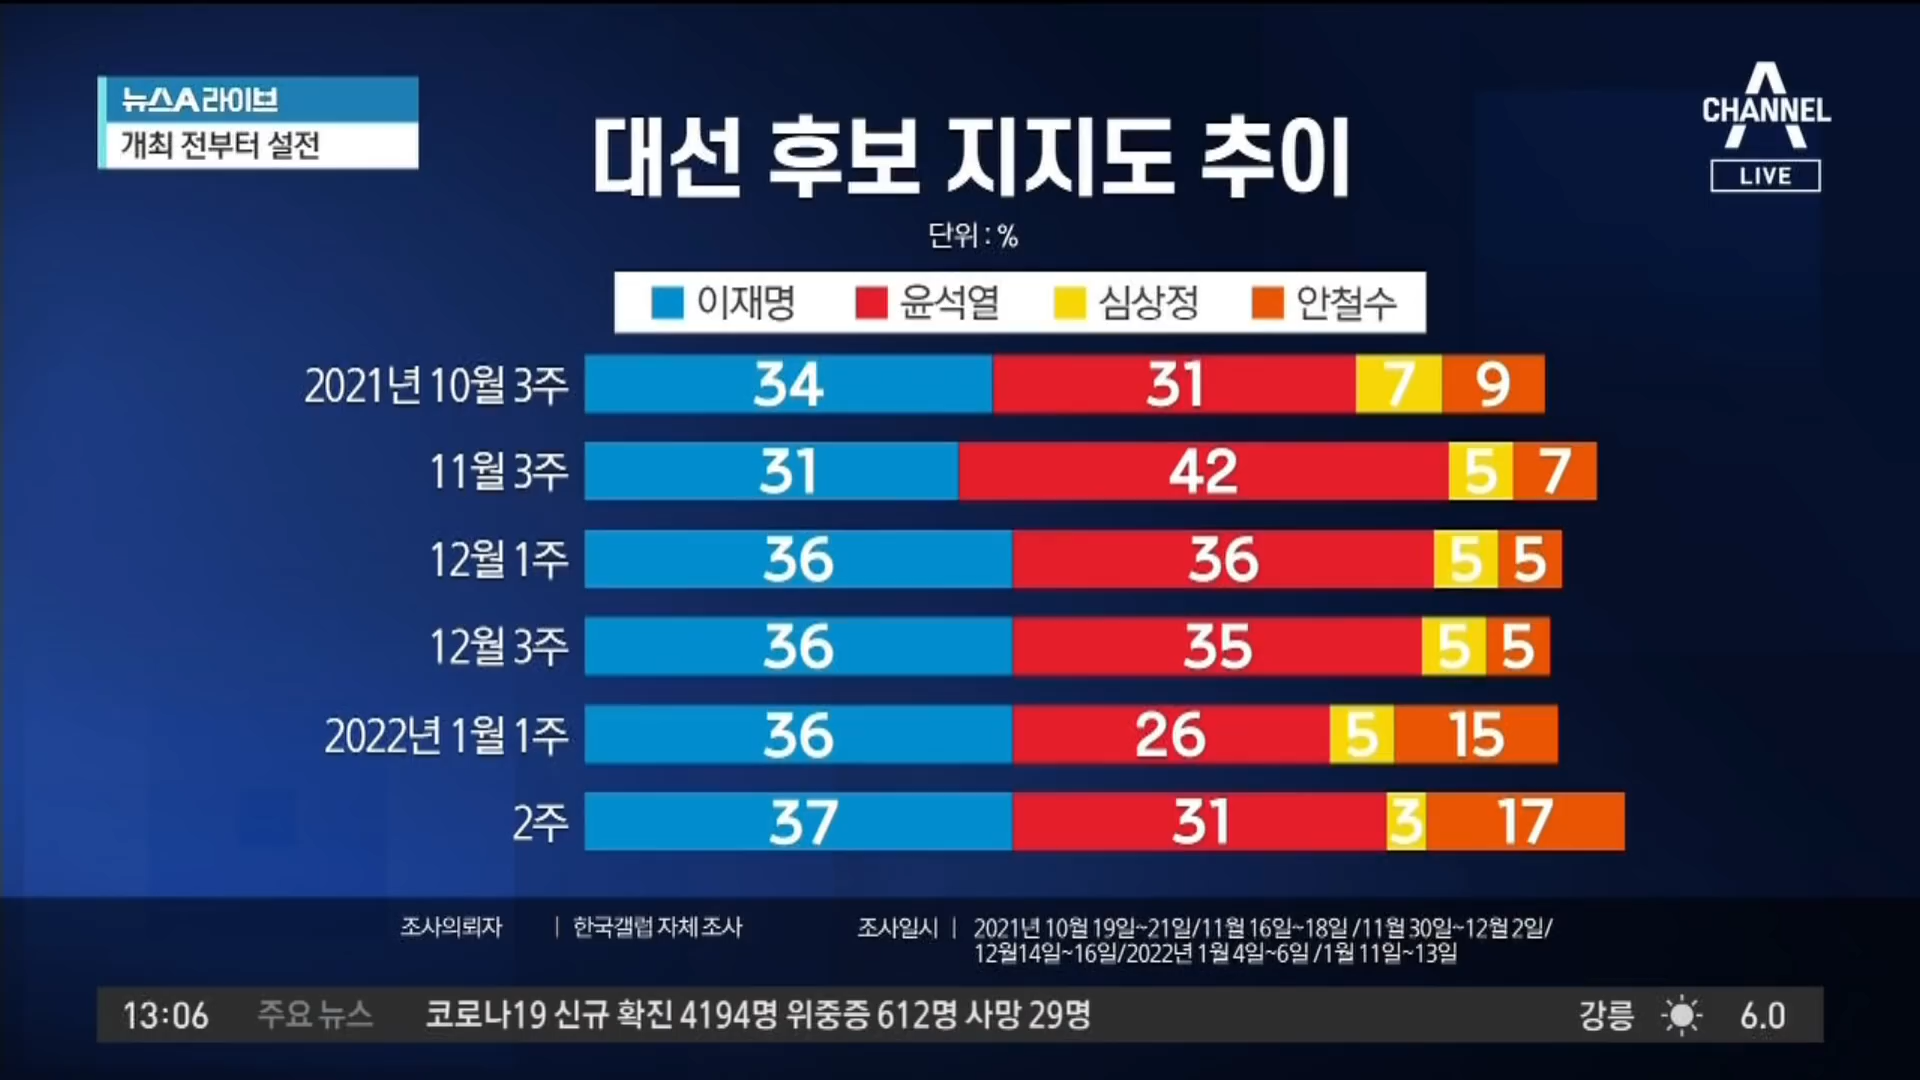 뉴스A 라이브
개최 전부터 설전
CHANNEL A
LIVE
대선 후보 지지도 추이
단위 : %
이재명 윤석열 심상정 안철수
2021년 10월 3주 34 31 7 9
11월 3주 31 42 5 7
12월 1주 36 36 5 5
12월 3주 36 35 5 5
2022년 1월 1주 36 26 5 15
2주 37 31 3 17
조사의뢰자 | 한국갤럽 자체 조사
조사일시 | 2021년 10월 19일~21일/11월 16일~18일 /11월 30일~12월 2일/
12월14일~16일/2022년 1월 4일~6일 /1월 11일~13일
13:06 주요 뉴스 코로나19 신규 확진 4194명 위중증 612명 사망 29명 강릉 6.0